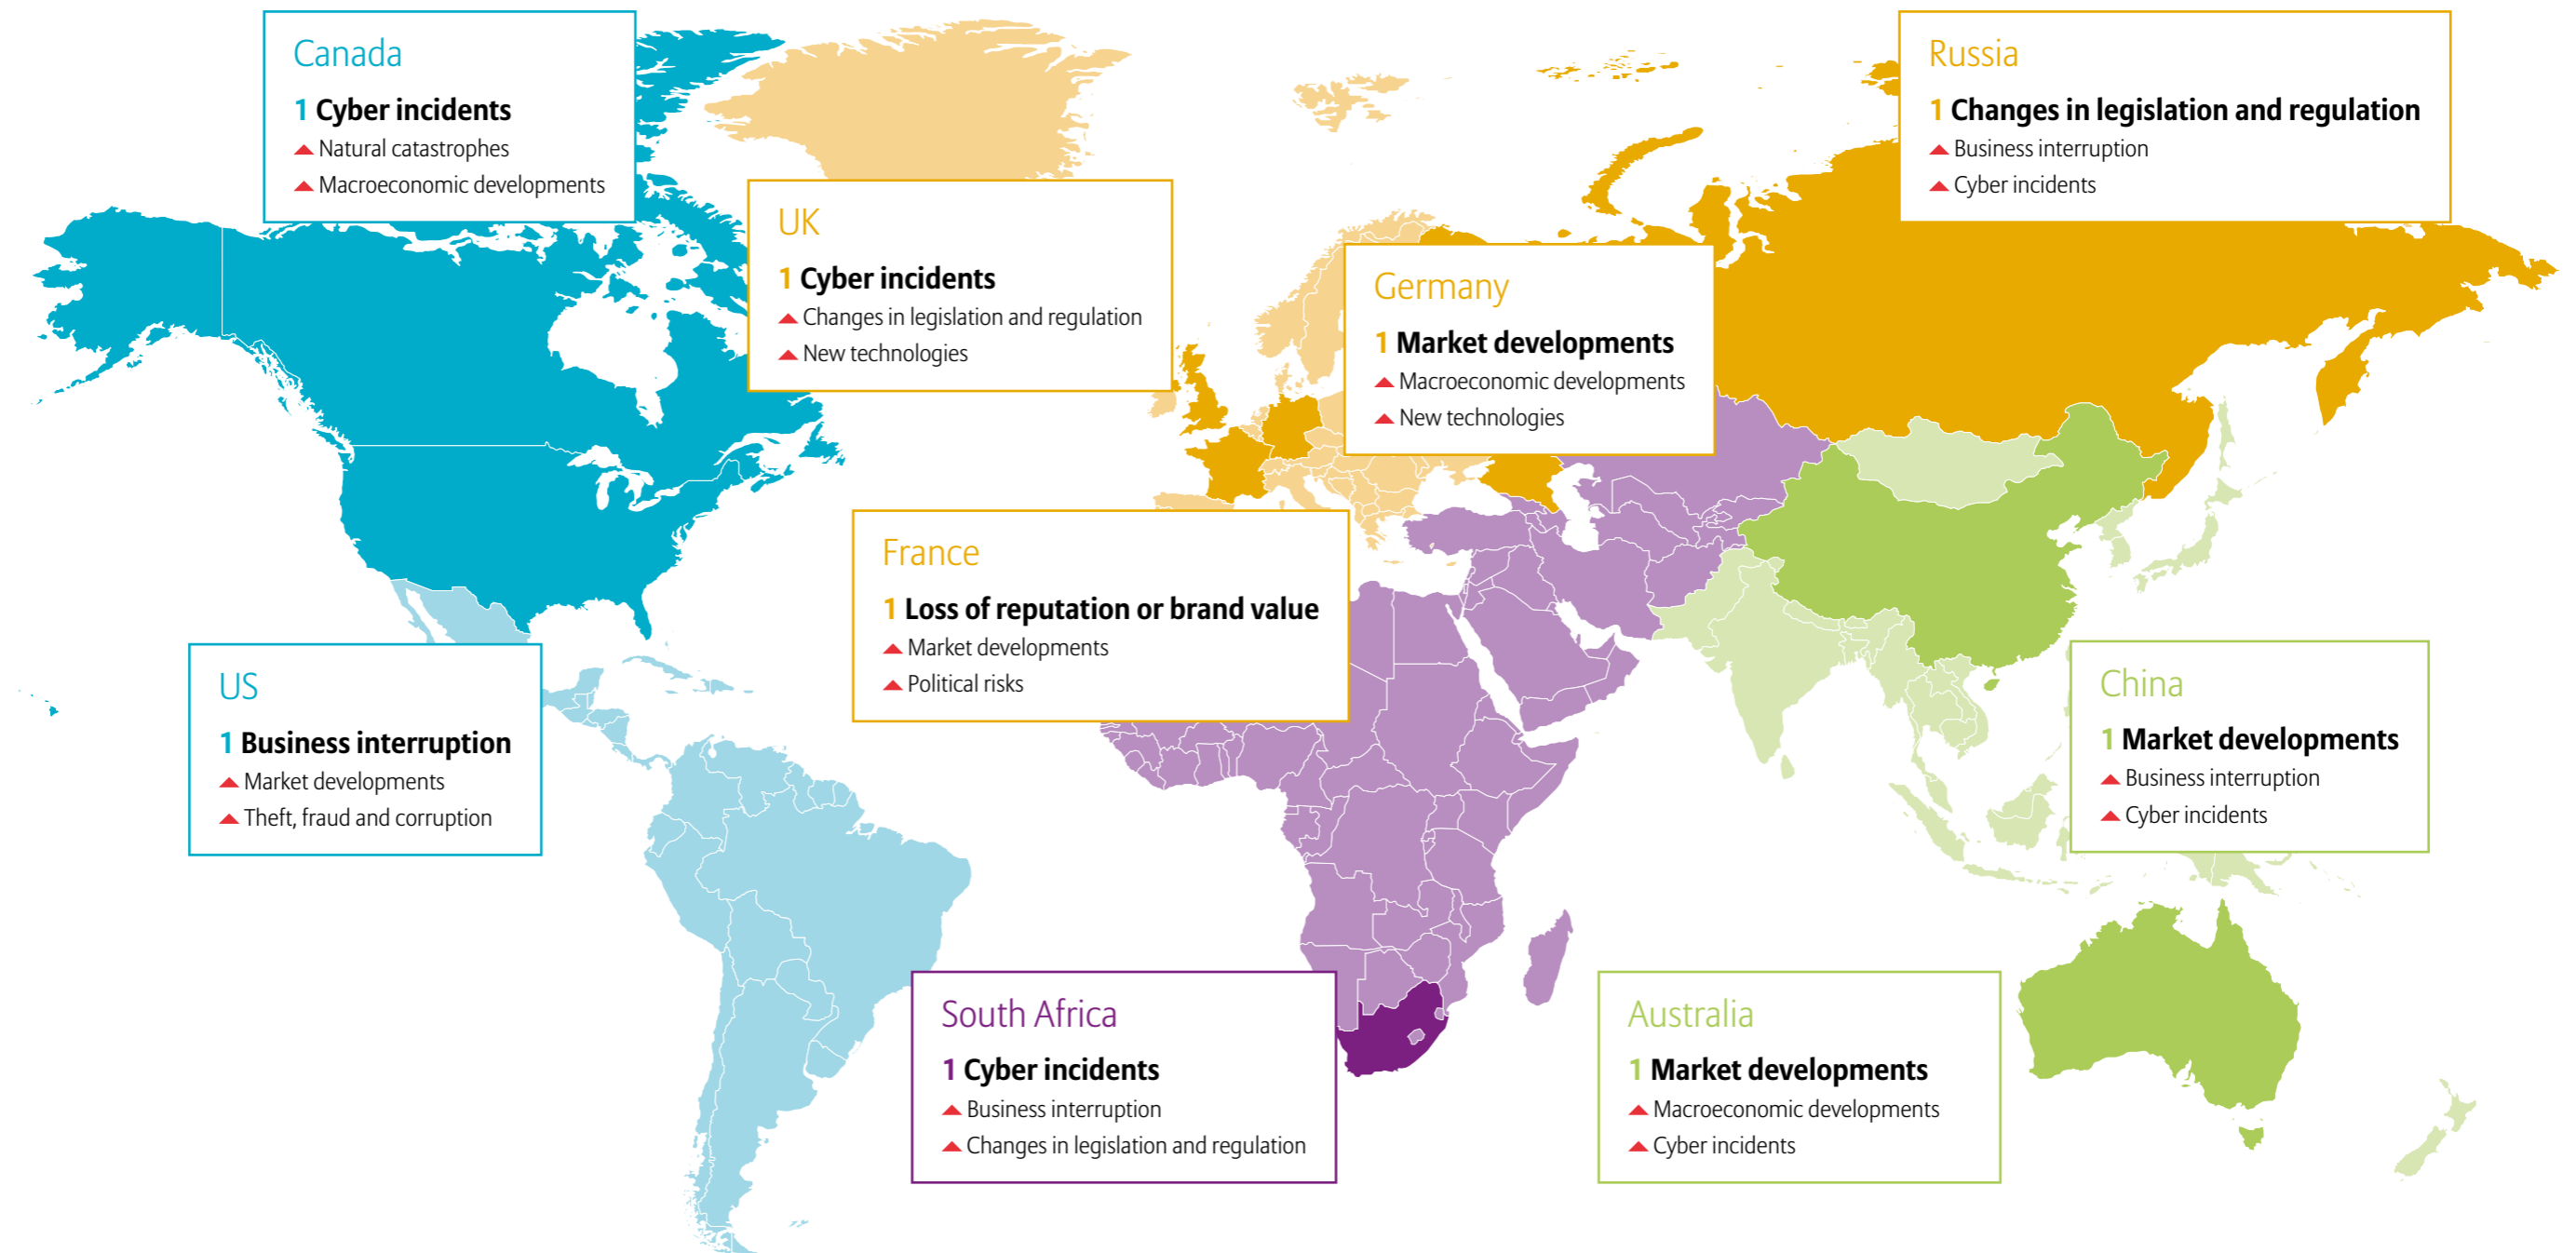 Canada
1 Cyber incidents
Natural catastrophes
Macroeconomic developments
Russia
1 Changes in legislation and regulation
Business interruption
Cyber incidents
UK
1 Cyber incidents
Changes in legislation and regulation
New technologies
Germany
1 Market developments
Macroeconomic developments
New technologies
France
1 Loss of reputation or brand value
Market developments
Political risks
US
1 Business interruption
Market developments
Theft, fraud and corruption
China
1 Market developments
Business interruption
Cyber incidents
South Africa
1 Cyber incidents
Business interruption
Changes in legislation and regulation
Australia
1 Market developments
Macroeconomic developments
Cyber incidents